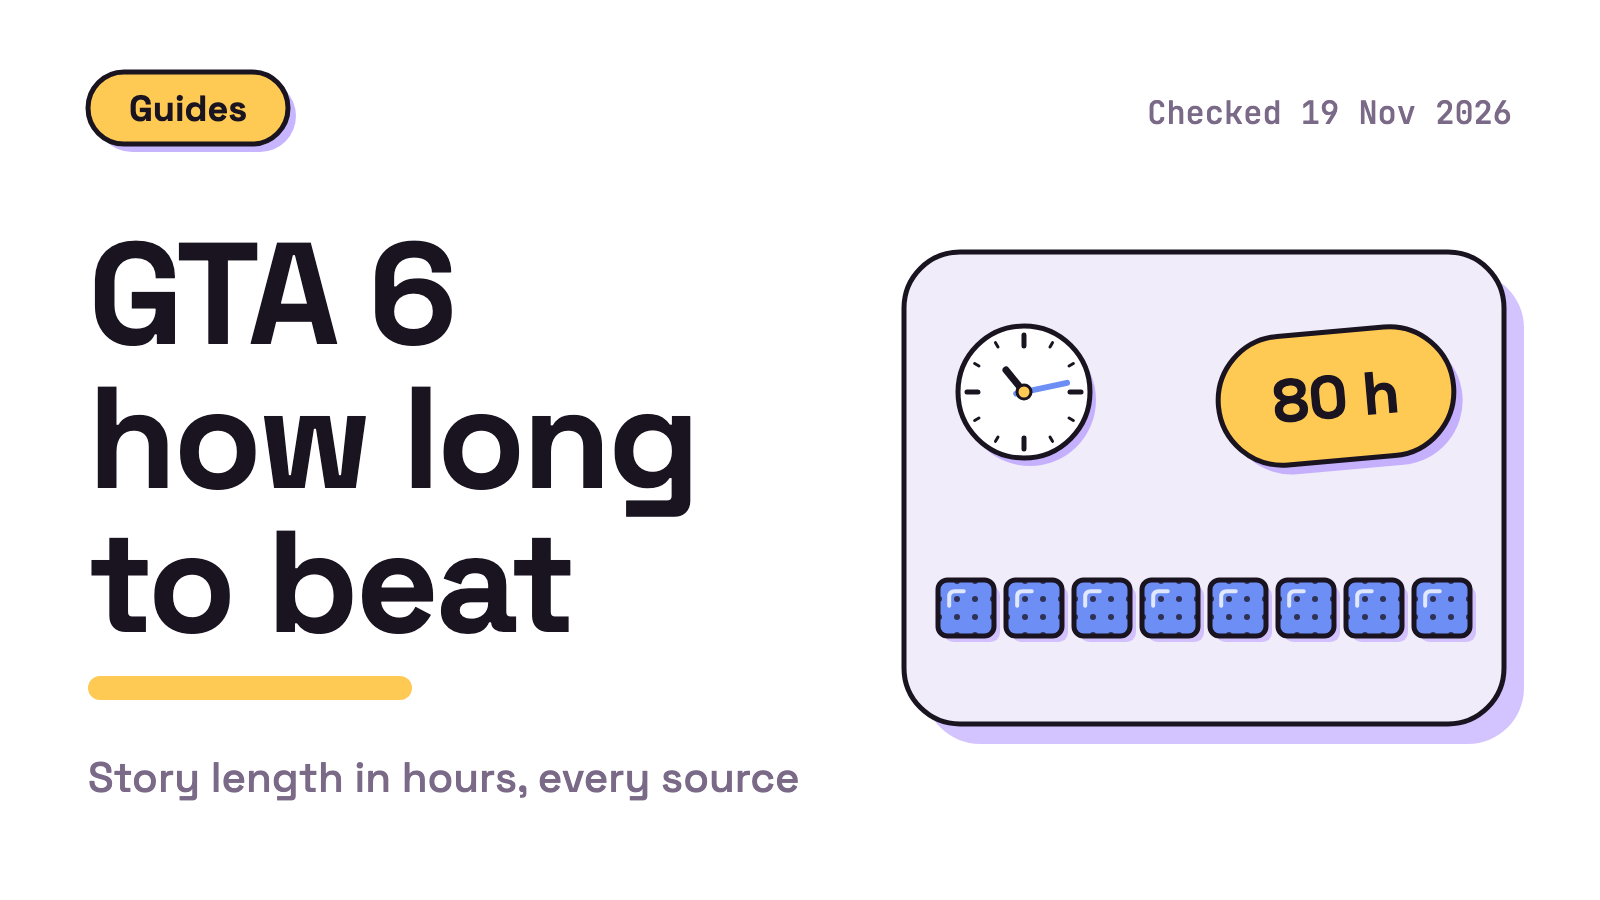 Guides
Checked 19 Nov 2026
GTA 6
how long
to beat
80 h
Story length in hours, every source